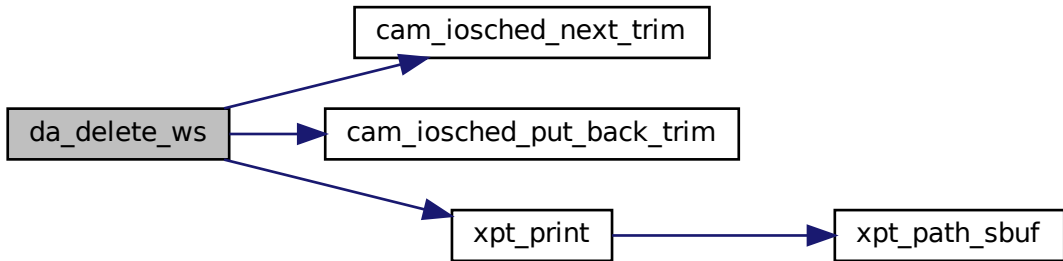 cam_iosched_next_trim
da_delete_ws
cam_iosched_put_back_trim
xpt_print
xpt_path_sbuf